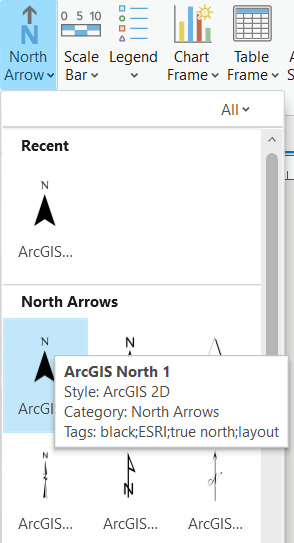 0 5 10
North Arrow
Scale Bar
Legend
Chart Frame
Table Frame
All
Recent
N
ArcGIS...
North Arrows
N
N
ArcGIS North 1
Style: ArcGIS 2D
Category: North Arrows
Tags: black;ESRI;true north;layout
N
ArcGIS...
ArcGIS...
ArcGIS...